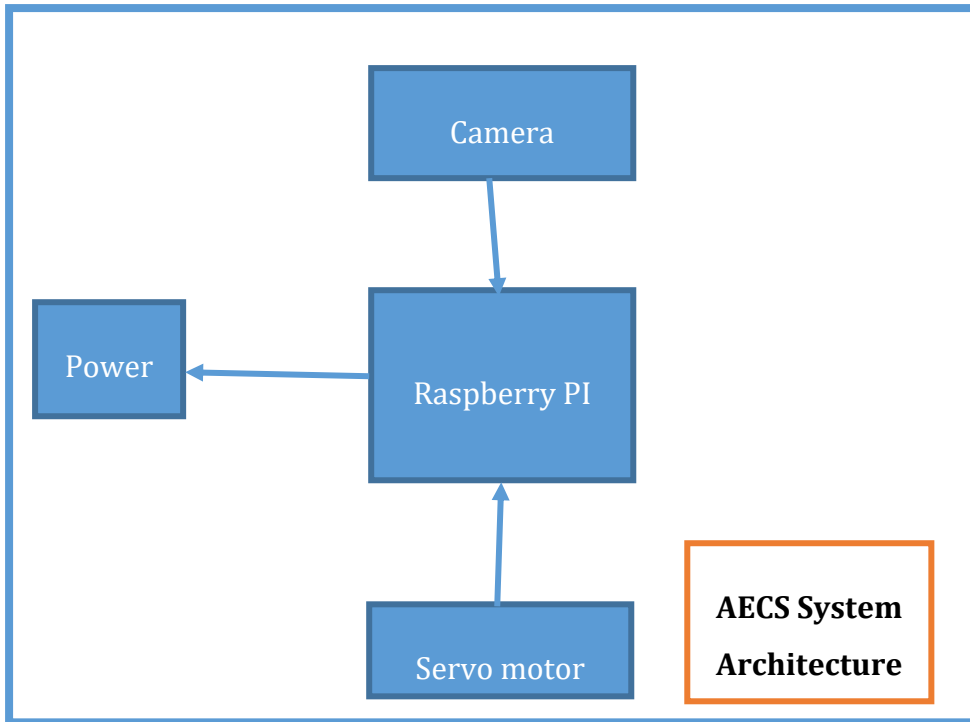 Camera
Power
Raspberry PI
Servo motor
AECS System
Architecture